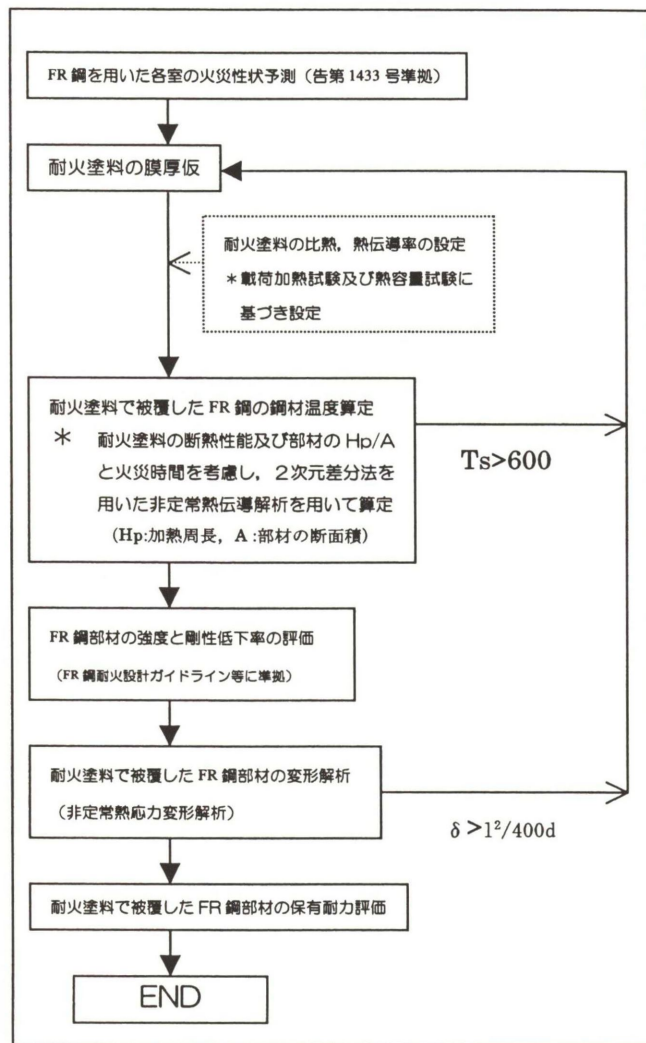 FR 鋼を用いた各室の火災性状予測（告第 1433 号準拠）
耐火塗料の膜厚仮
耐火塗料の比熱，熱伝導率の設定
＊載荷加熱試験及び熱容量試験に
基づき設定
耐火塗料で被覆した FR 鋼の鋼材温度算定
＊ 耐火塗料の断熱性能及び部材の Hp/A
と火災時間を考慮し，２次元差分法を
用いた非定常熱伝導解析を用いて算定
（Hp:加熱周長，A :部材の断面積）
Ts>600
FR 鋼部材の強度と剛性低下率の評価
（FR 鋼耐火設計ガイドライン等に準拠）
耐火塗料で被覆した FR 鋼部材の変形解析
（非定常熱応力変形解析）
δ >l²/400d
耐火塗料で被覆した FR 鋼部材の保有耐力評価
END